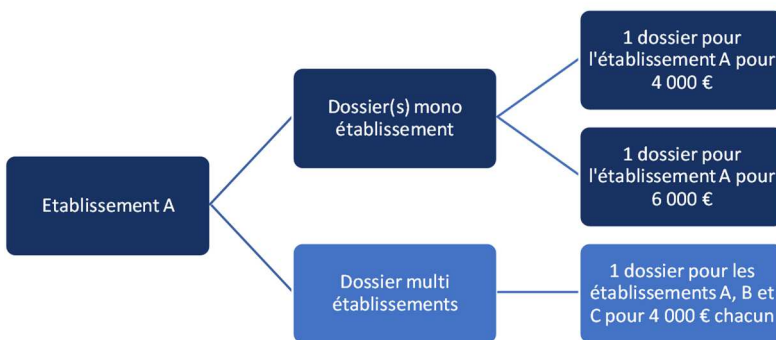 1 dossier pour
l'établissement A pour
4 000 €
Dossier(s) mono
établissement
1 dossier pour
l'établissement A pour
6 000 €
Etablissement A
Dossier multi
établissements
1 dossier pour les
établissements A, B et
C pour 4 000 € chacun